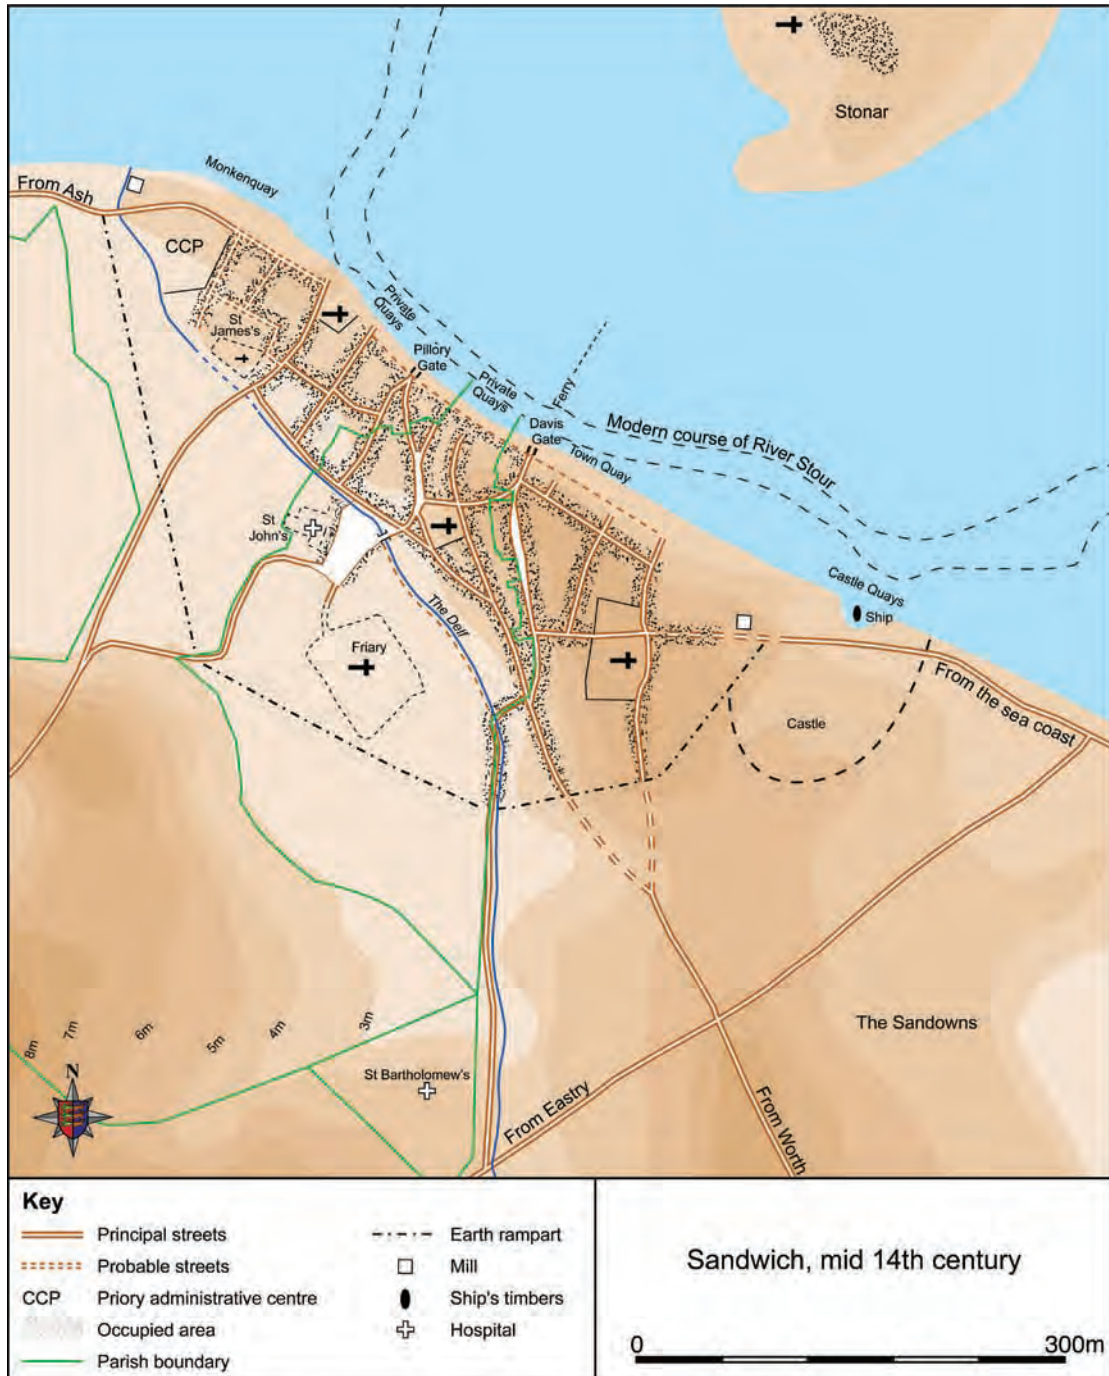 Stonar
Monkenquay
From Ash
CCP
Private
Quays
St
James's
Pillory
Gate
Private
Quays
Ferry
Davis
Gate
Town Quay
Modern course of River Stour
St
John's
Castle Quays
Ship
The Delf
Friary
From the sea coast
Castle
8m
7m
6m
5m
4m
3m
The Sandowns
N
St Bartholomew's
From Eastry
From Worth
Key
Principal streets
Probable streets
CCP Priory administrative centre
Occupied area
Parish boundary
Earth rampart
Mill
Ship's timbers
Hospital
Sandwich, mid 14th century
0 300m